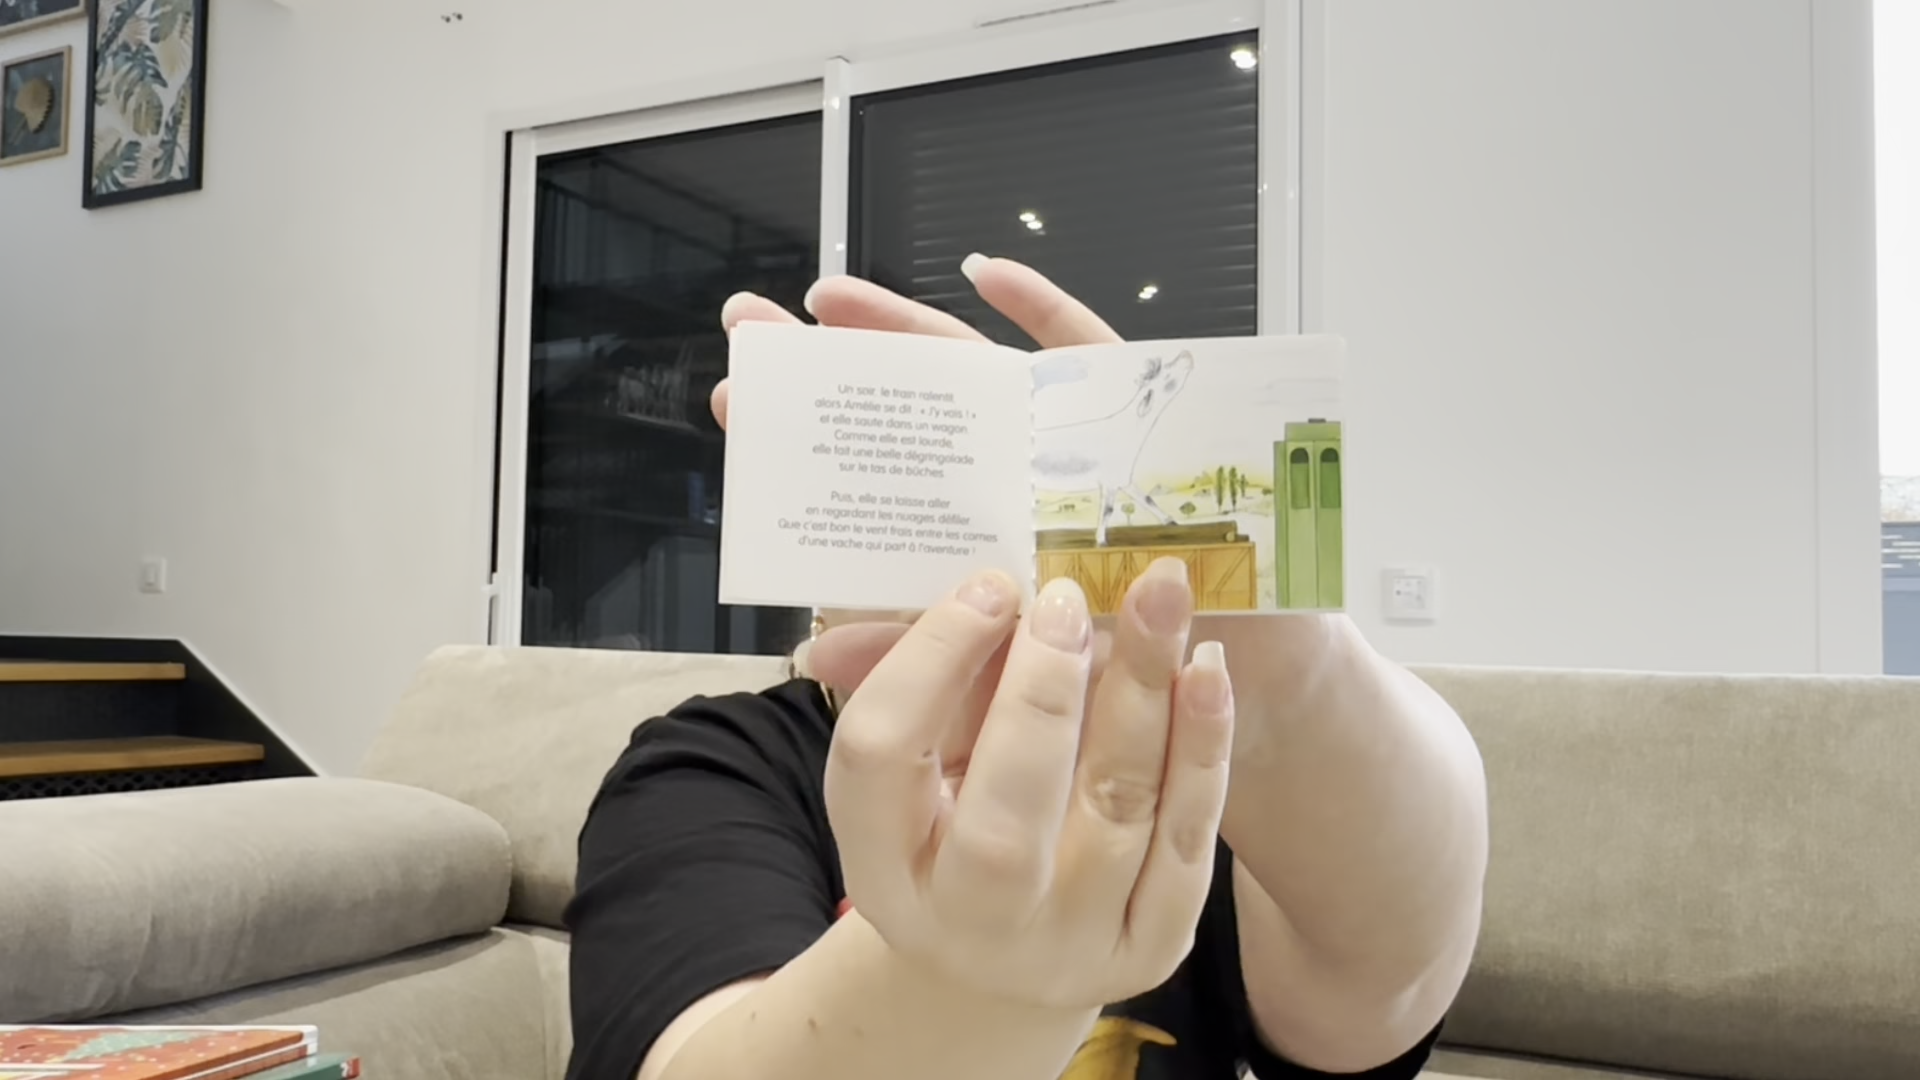 Un soir, le train ralentit,
alors Amélie se dit : « J'y vais ! »
et elle saute dans un wagon.
Comme elle est lourde,
elle fait une belle dégringolade
sur le tas de bûches.
Puis, elle se laisse aller
en regardant les nuages défiler.
Que c'est bon le vent frais entre les cornes
d'une vache qui part à l'aventure !